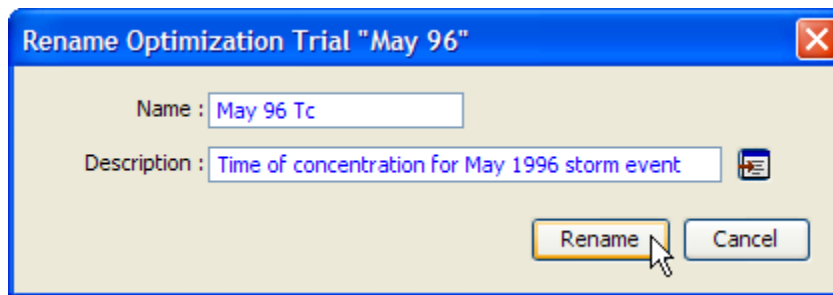 Rename Optimization Trial "May 96"
Name : May 96 Tc
Description : Time of concentration for May 1996 storm event
Rename Cancel